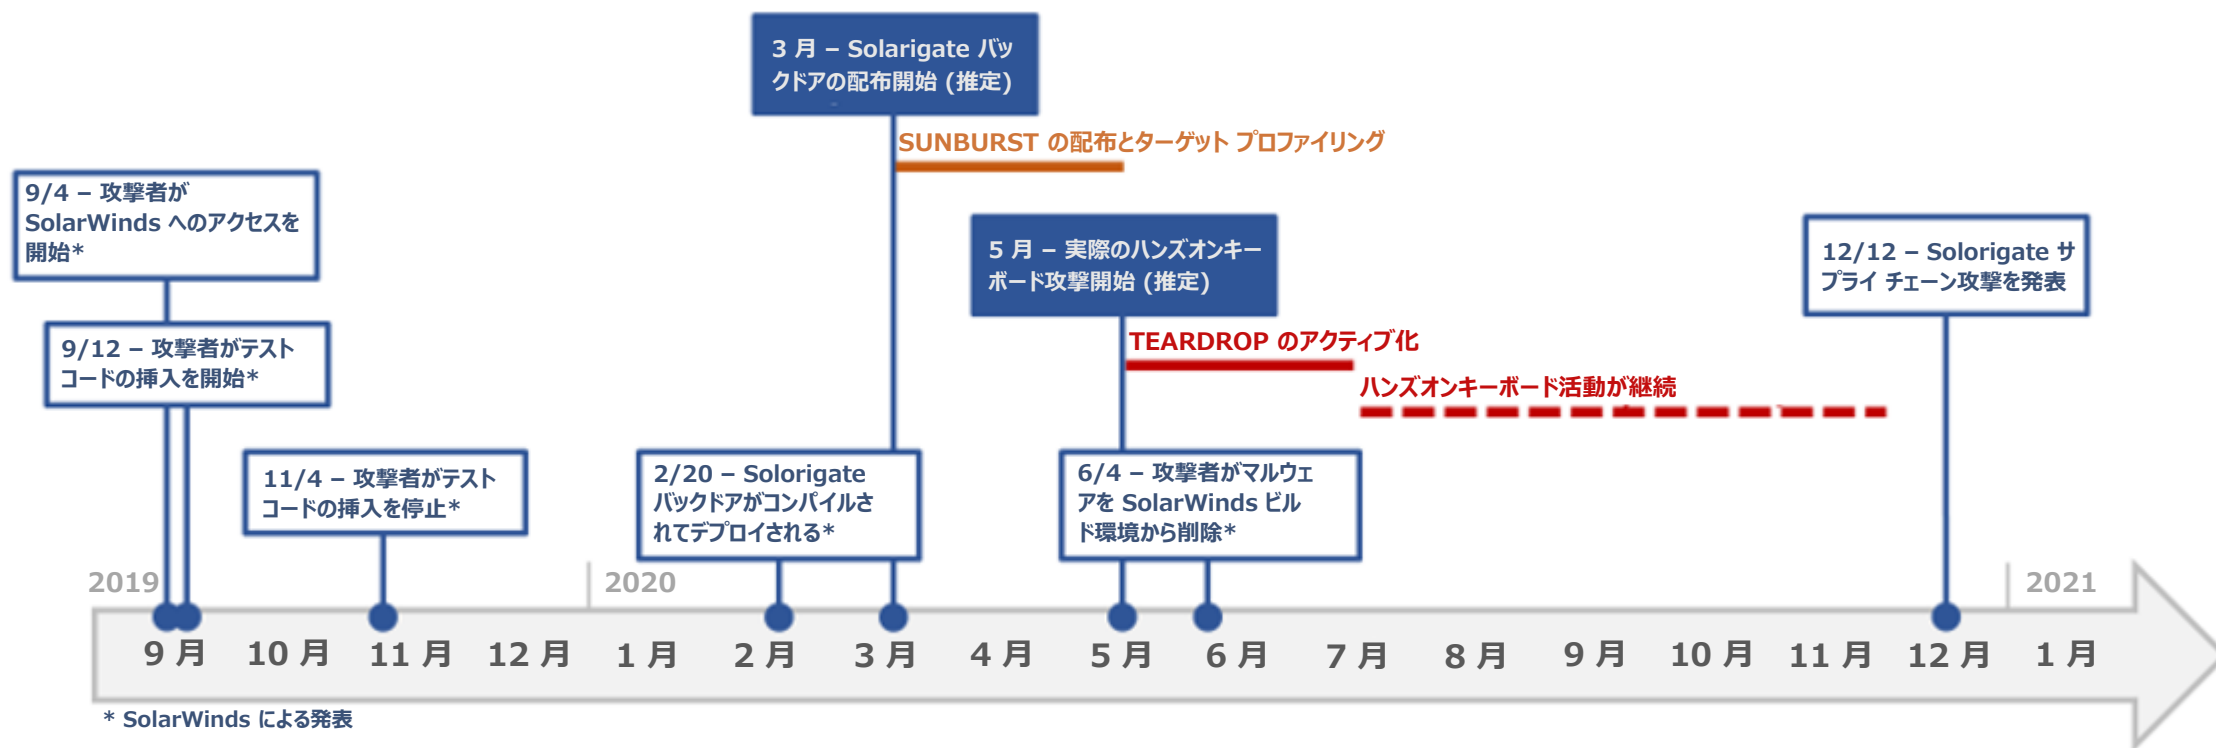 3 月 – Solarigate バッ
クドアの配布開始 (推定)
SUNBURST の配布とターゲット プロファイリング
9/4 – 攻撃者が
SolarWinds へのアクセスを
開始*
5 月 – 実際のハンズオンキー
ボード攻撃開始 (推定)
12/12 – Solorigate サ
プライ チェーン攻撃を発表
9/12 – 攻撃者がテスト
コードの挿入を開始*
TEARDROP のアクティブ化
ハンズオンキーボード活動が継続
11/4 – 攻撃者がテスト
コードの挿入を停止*
2/20 – Solorigate
バックドアがコンパイルさ
れてデプロイされる*
6/4 – 攻撃者がマルウェ
アを SolarWinds ビル
ド環境から削除*
2019
2020
2021
9 月 10 月 11 月 12 月 1 月 2 月 3 月 4 月 5 月 6 月 7 月 8 月 9 月 10 月 11 月 12 月 1 月
* SolarWinds による発表